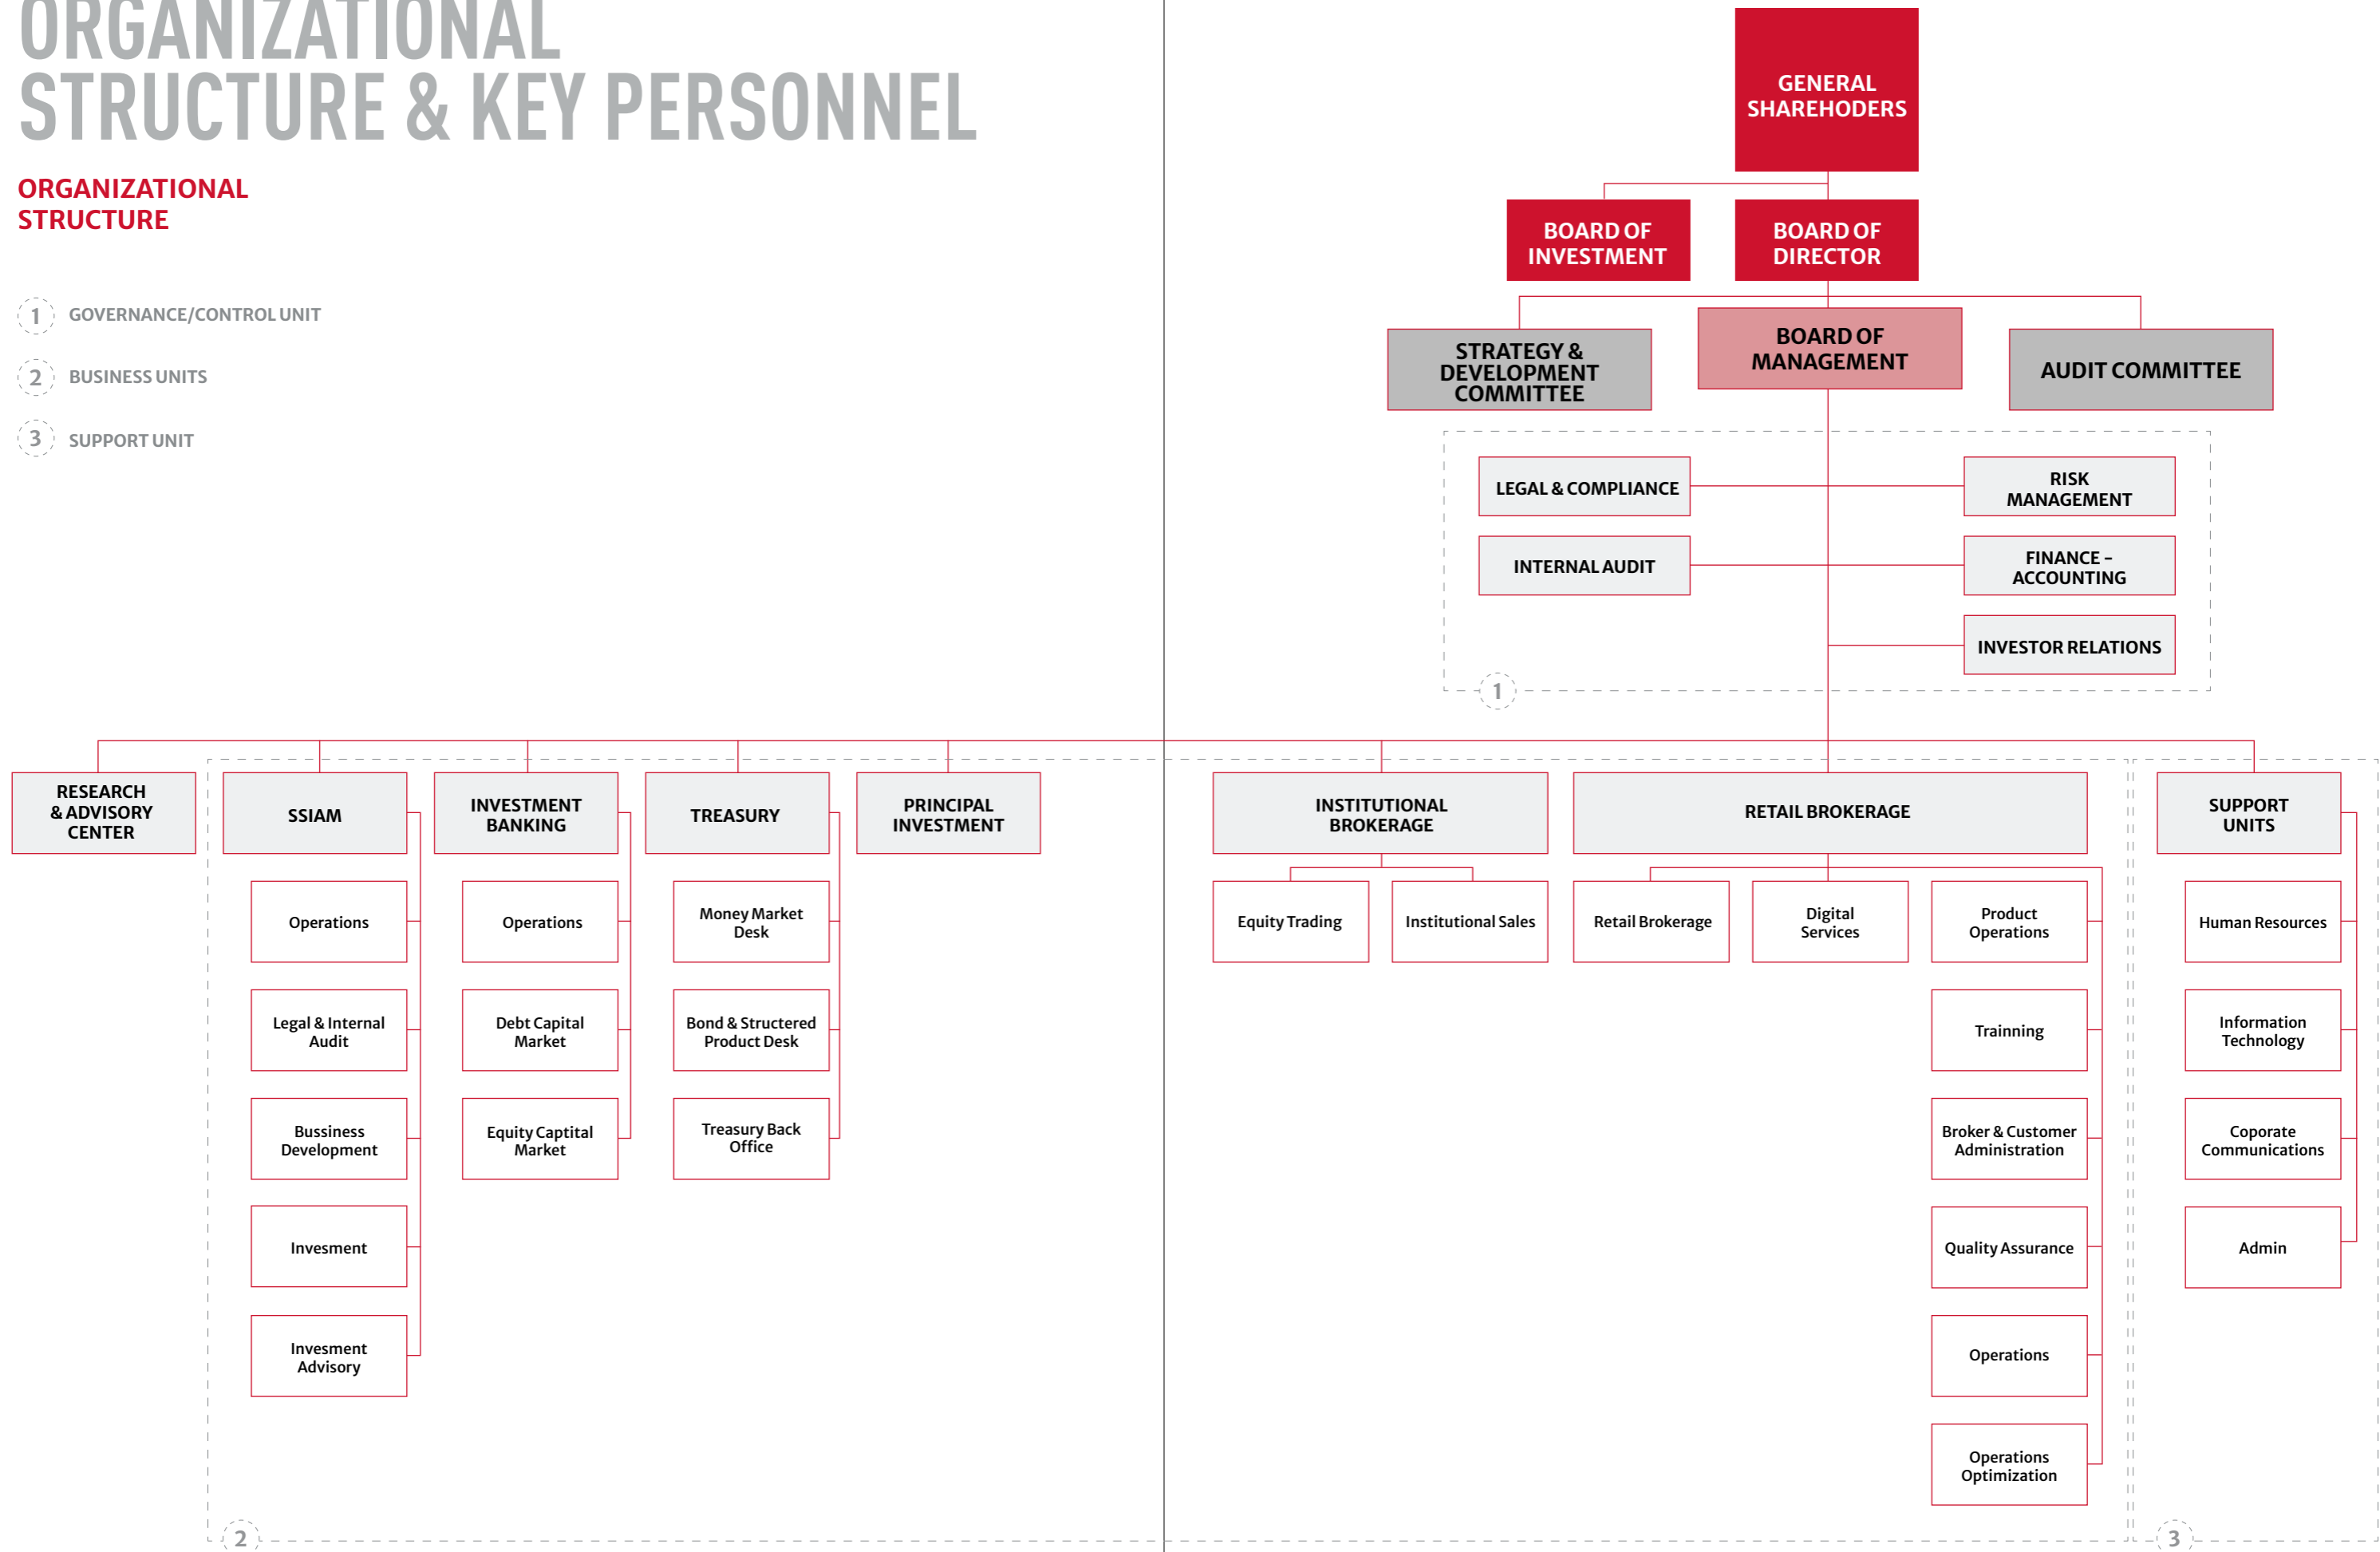 ORGANIZATIONAL
STRUCTURE & KEY PERSONNEL
ORGANIZATIONAL
STRUCTURE
1 GOVERNANCE/CONTROL UNIT
2 BUSINESS UNITS
3 SUPPORT UNIT
GENERAL
SHAREHODERS
BOARD OF
INVESTMENT
BOARD OF
DIRECTOR
STRATEGY &
DEVELOPMENT
COMMITTEE
BOARD OF
MANAGEMENT
AUDIT COMMITTEE
LEGAL & COMPLIANCE
RISK
MANAGEMENT
INTERNAL AUDIT
FINANCE -
ACCOUNTING
INVESTOR RELATIONS
1
RESEARCH
& ADVISORY
CENTER
SSIAM
Operations
Legal & Internal
Audit
Bussiness
Development
Invesment
Invesment
Advisory
INVESTMENT
BANKING
Operations
Debt Capital
Market
Equity Captital
Market
TREASURY
Money Market
Desk
Bond & Structered
Product Desk
Treasury Back
Office
PRINCIPAL
INVESTMENT
INSTITUTIONAL
BROKERAGE
Equity Trading
Institutional Sales
RETAIL BROKERAGE
Retail Brokerage
Digital
Services
Product
Operations
Trainning
Broker & Customer
Administration
Quality Assurance
Operations
Operations
Optimization
2
SUPPORT
UNITS
Human Resources
Information
Technology
Coporate
Communications
Admin
3